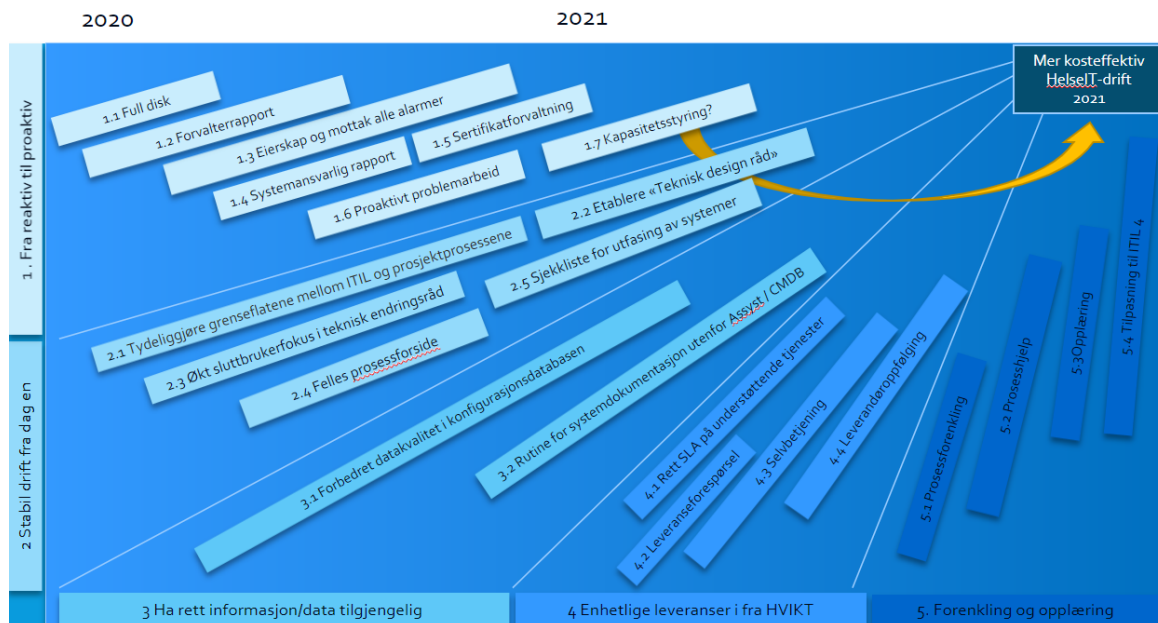 2020
2021
Mer kosteffektiv
HelseIT-drift
2021
1 . Fra reaktiv til proaktiv
1.1 Full disk
1.2 Forvalterrapport
1.3 Eierskap og mottak alle alarmer
1.4 Systemansvarlig rapport
1.5 Sertifikatforvaltning
1.6 Proaktivt problemarbeid
1.7 Kapasitetsstyring?
2 Stabil drift fra dag en
2.1 Tydeliggjøre grenseflatene mellom ITIL og prosjektprosessene
2.2 Etablere «Teknisk design råd»
2.3 Økt sluttbrukerfokus i teknisk endringsråd
2.4 Felles prosessforside
2.5 Sjekkliste for utfasing av systemer
3.1 Forbedret datakvalitet i konfigurasjonsdatabasen
3.2 Rutine for systemdokumentasjon utenfor Assyst / CMDB
4.1 Rett SLA på understøttende tjenester
4.2 Leveranseforespørsel
4.3 Selvbetjening
4.4 Leverandøroppfølging
5.1 Prosessforenkling
5.2 Prosesshjelp
5.3Opplæring
5.4 Tilpasning til ITIL 4
3 Ha rett informasjon/data tilgjengelig
4 Enhetlige leveranser i fra HVIKT
5. Forenkling og opplæring